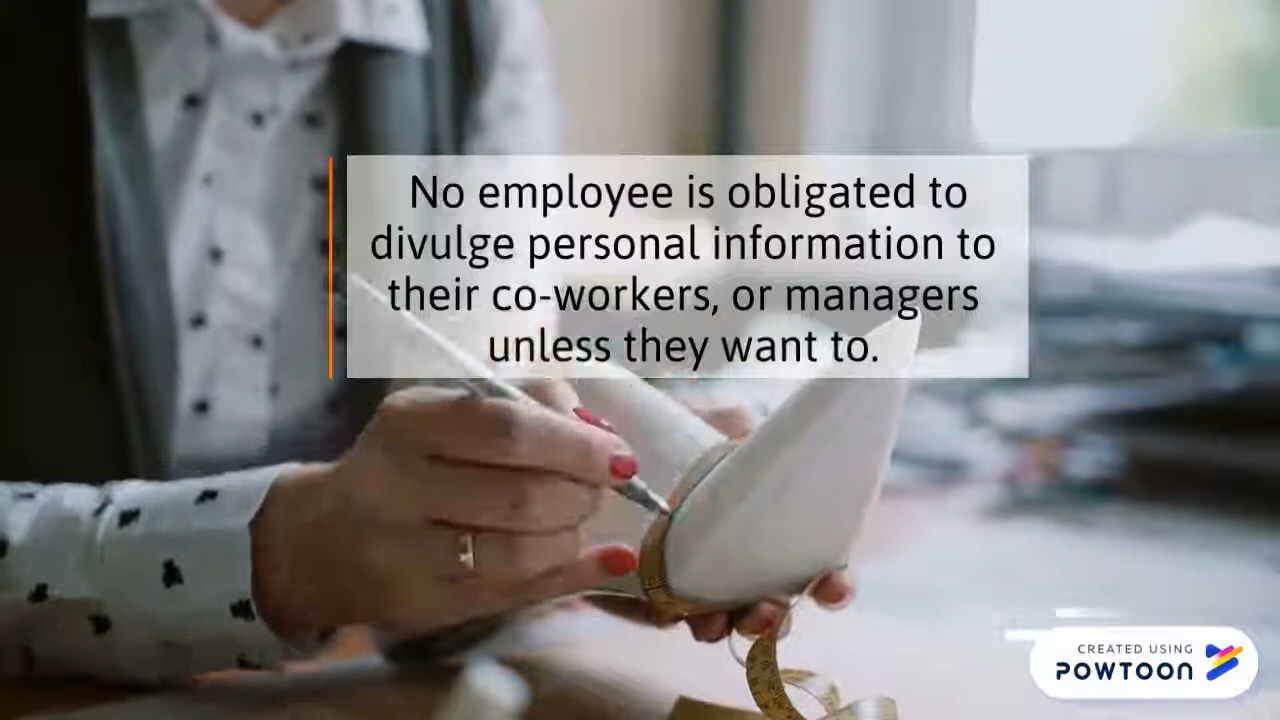 No employee is obligated to
divulge personal information to
their co-workers, or managers
unless they want to.
CREATED USING
POWTOON